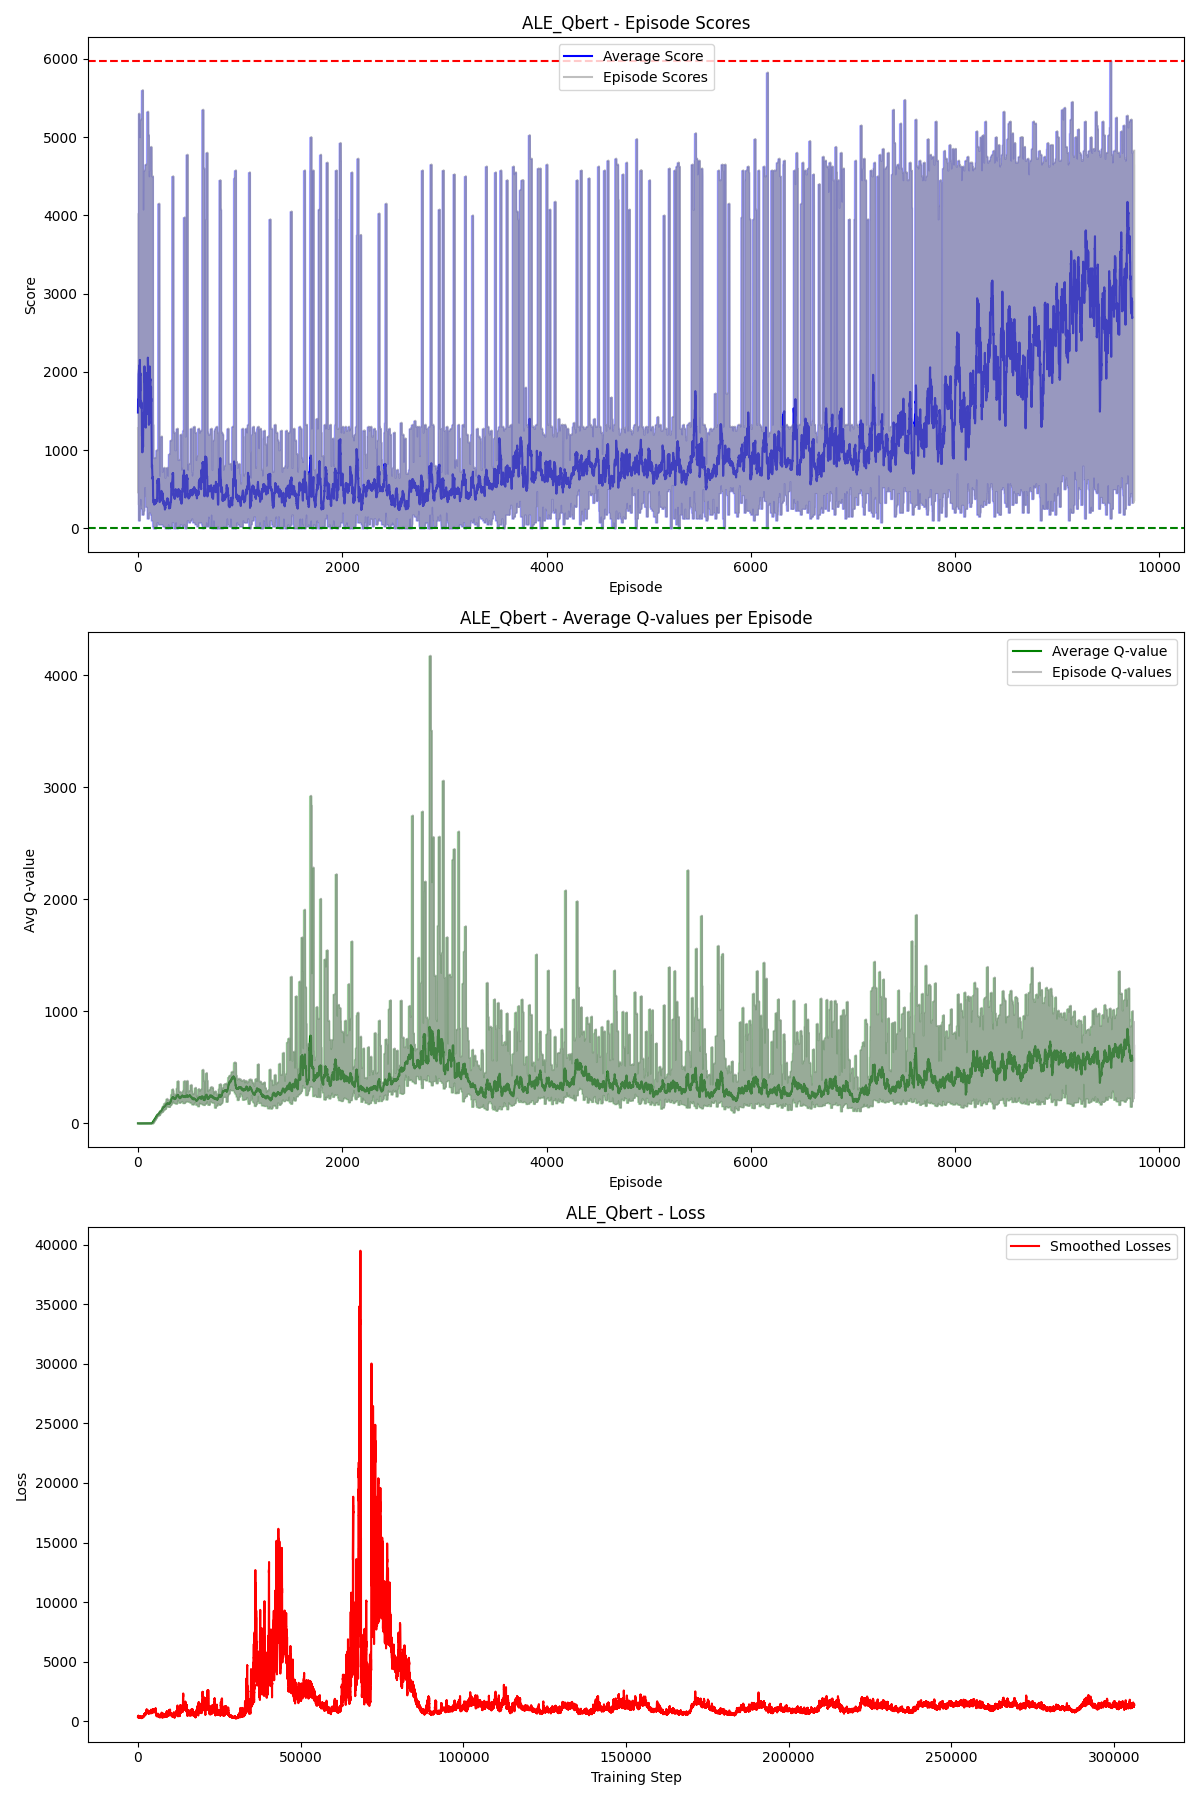 ALE_Qbert - Episode Scores
Average Score
Episode Scores
6000
5000
4000
3000
2000
1000
0
Score
0 2000 4000 6000 8000 10000
Episode
ALE_Qbert - Average Q-values per Episode
Average Q-value
Episode Q-values
4000
3000
2000
1000
0
Avg Q-value
0 2000 4000 6000 8000 10000
Episode
ALE_Qbert - Loss
Smoothed Losses
40000
35000
30000
25000
20000
15000
10000
5000
0
Loss
0 50000 100000 150000 200000 250000 300000
Training Step